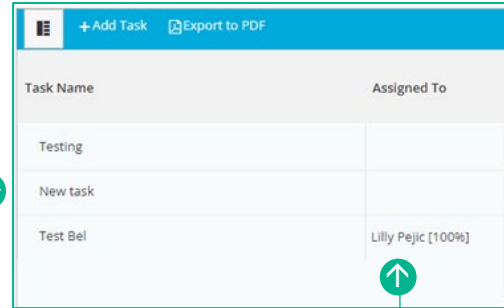 + Add Task Export to PDF
Task Name Assigned To
Testing
New task
Test Bel Lilly Pejic [100%]